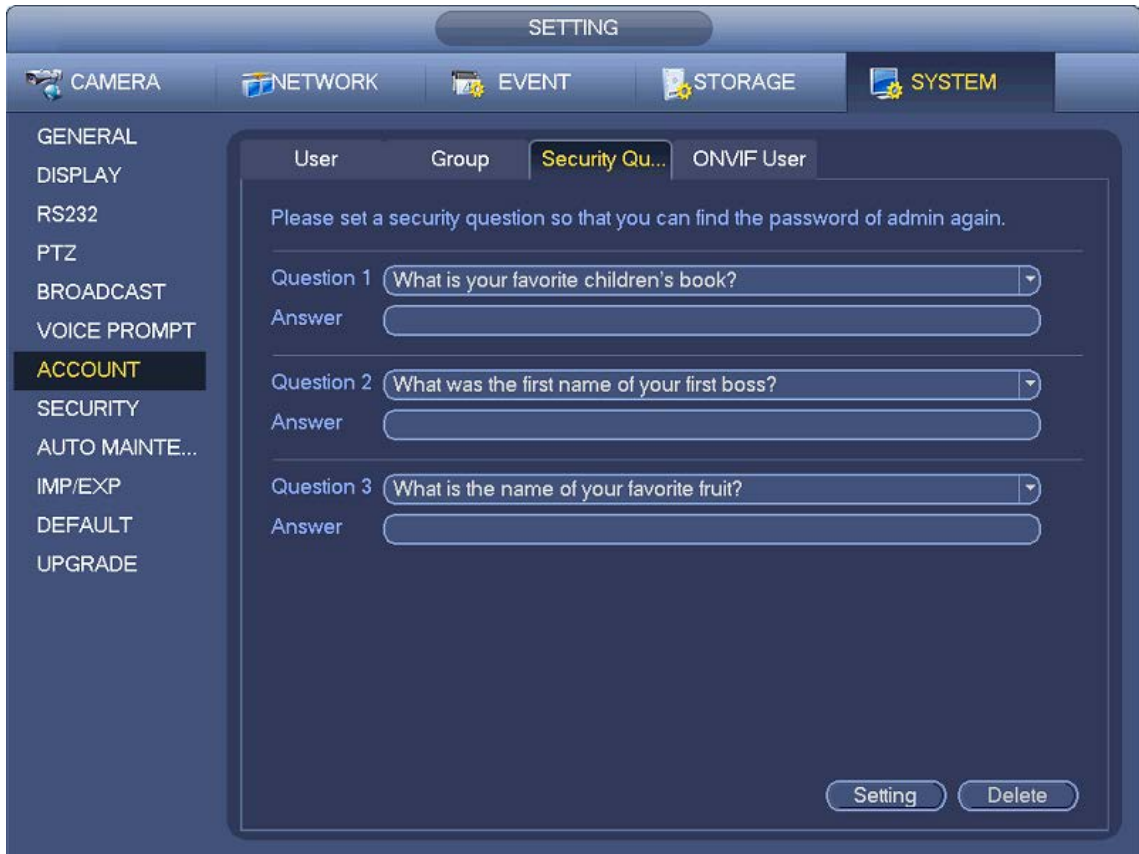 SETTING
CAMERA NETWORK EVENT STORAGE SYSTEM
GENERAL
DISPLAY
RS232
PTZ
BROADCAST
VOICE PROMPT
ACCOUNT
SECURITY
AUTO MAINTE...
IMP/EXP
DEFAULT
UPGRADE
User Group Security Qu... ONVIF User
Please set a security question so that you can find the password of admin again.
Question 1 What is your favorite children's book?
Answer
Question 2 What was the first name of your first boss?
Answer
Question 3 What is the name of your favorite fruit?
Answer
Setting Delete